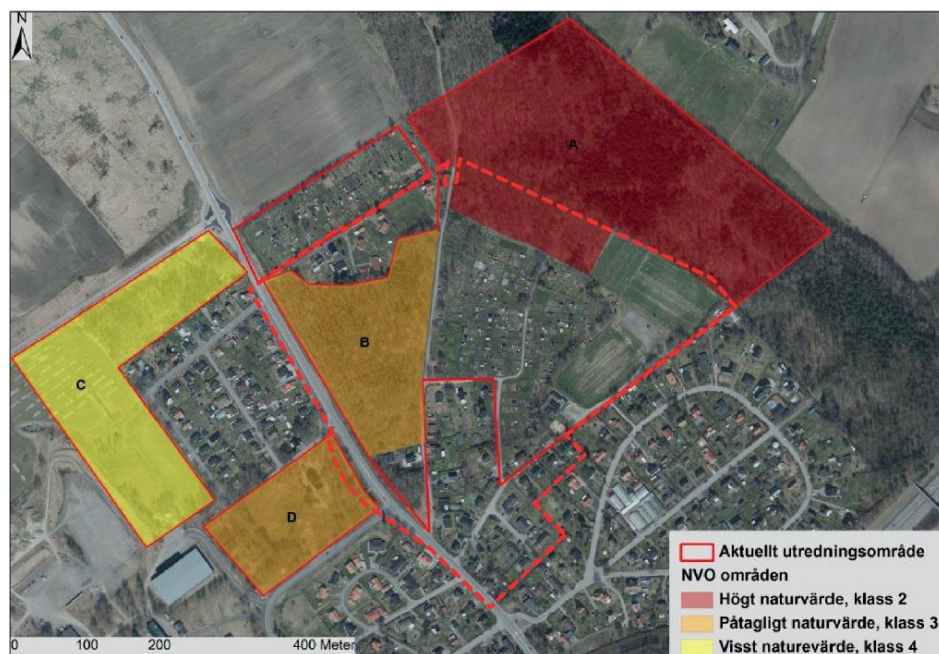 N
A
B
C
D
Aktuellt utredningsområde
NVO områden
Högt naturvärde, klass 2
Påtagligt naturvärde, klass 3
Visst naturevärde, klass 4
0 100 200 400 Meter